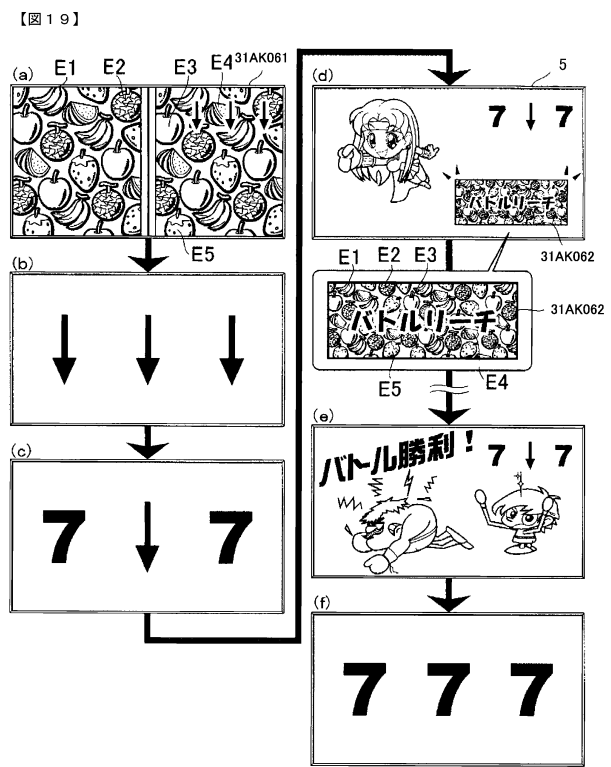 【図１９】
(a)
E1 E2 E3 E4 31AK061
E5
(b)
(c)
7 7
(d)
5
7 7
バトルリーチ
31AK062
E1 E2 E3
バトルリーチ
31AK062
E5 E4
(e)
バトル勝利！
7 7
(f)
7 7 7